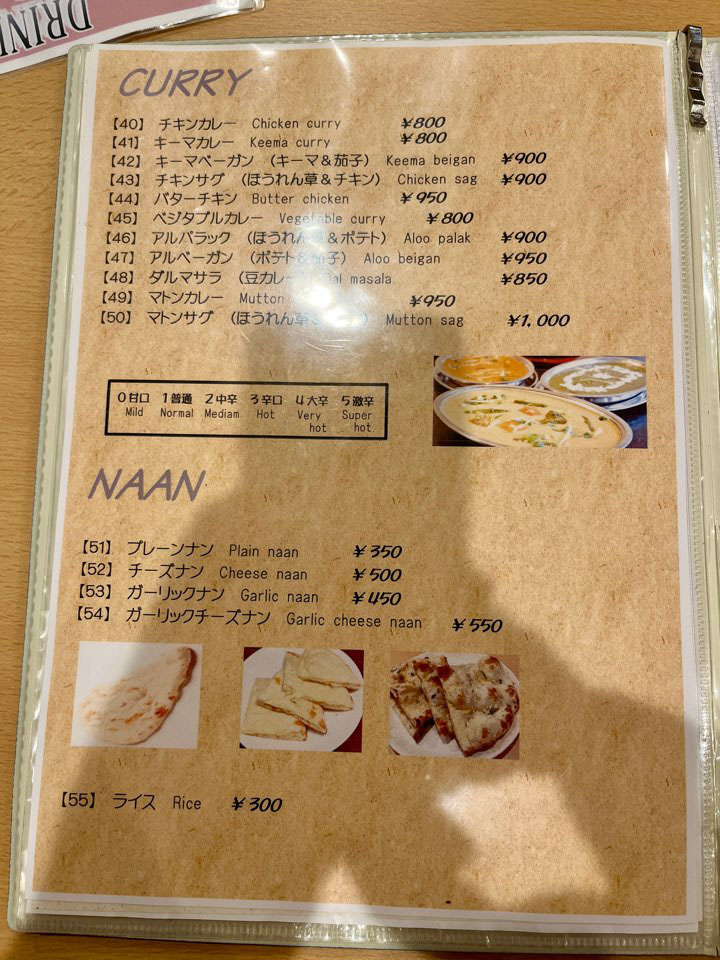 DRIN
CURRY
【40】 チキンカレー Chicken curry ¥800
【41】 キーマカレー Keema curry ¥800
【42】 キーマベーガン (キーマ&茄子) Keema beigan ¥900
【43】 チキンサグ (ほうれん草&チキン) Chicken sag ¥900
【44】 バターチキン Butter chicken ¥950
【45】 ベジタブルカレー Vegetable curry ¥800
【46】 アルパラック (ほうれん草&ポテト) Aloo palak ¥900
【47】 アルベーガン (ポテト&茄子) Aloo beigan ¥950
【48】 ダルマサラ (豆カレー) Dal masala ¥850
【49】 マトンカレー Mutton ¥950
【50】 マトンサグ (ほうれん草& ) Mutton sag ¥1,000
0甘口 1普通 2中辛 3辛口 4大辛 5激辛
Mild Normal Mediam Hot Very hot Super hot
NAAN
【51】 プレーンナン Plain naan ¥350
【52】 チーズナン Cheese naan ¥500
【53】 ガーリックナン Garlic naan ¥450
【54】 ガーリックチーズナン Garlic cheese naan ¥550
【55】 ライス Rice ¥300